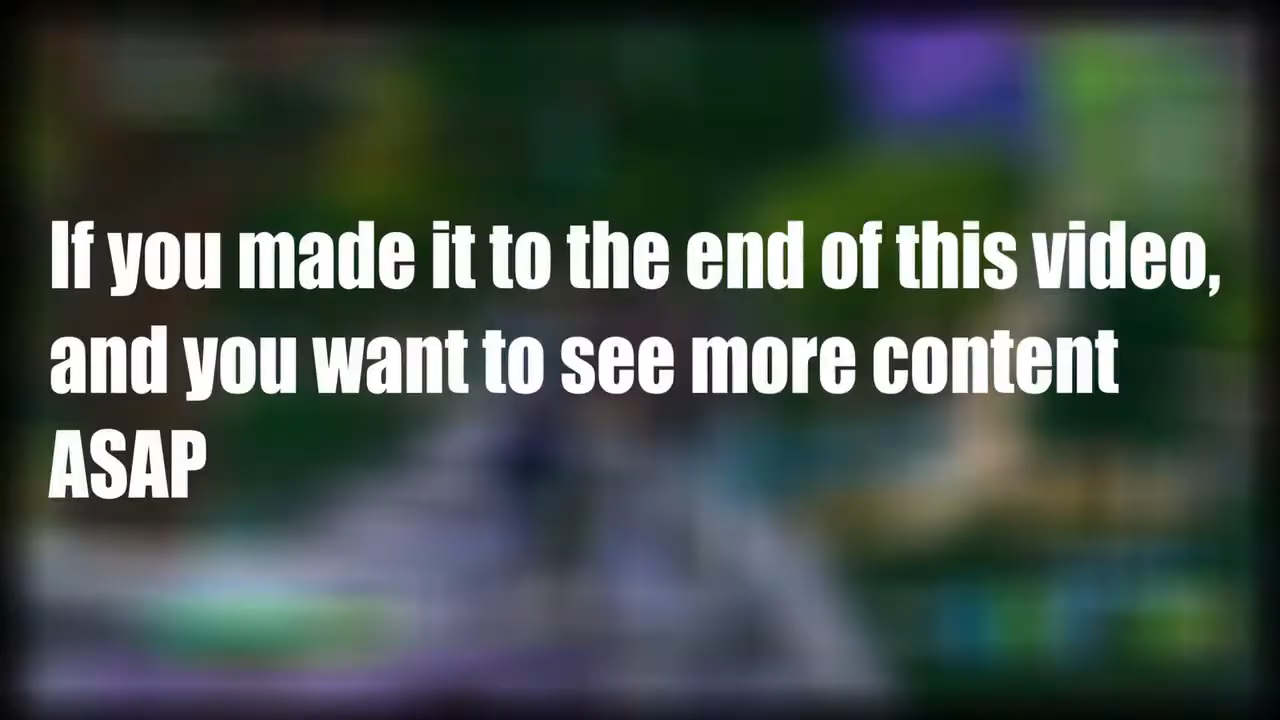 If you made it to the end of this video,
and you want to see more content
ASAP